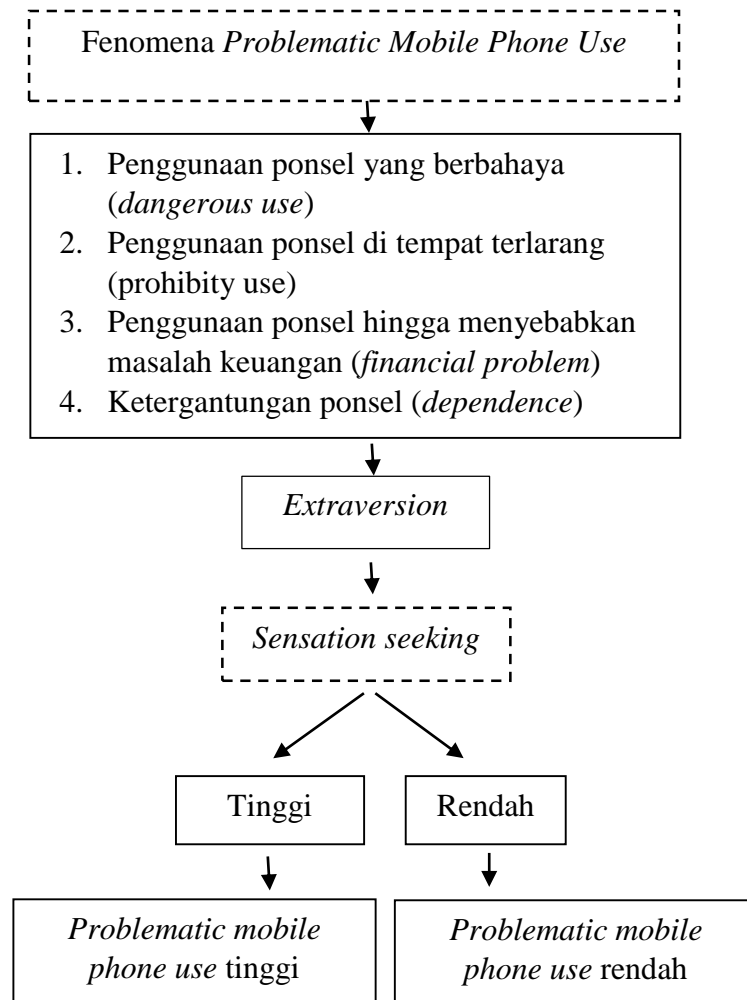 Fenomena Problematic Mobile Phone Use
1. Penggunaan ponsel yang berbahaya
(dangerous use)
2. Penggunaan ponsel di tempat terlarang
(prohibity use)
3. Penggunaan ponsel hingga menyebabkan
masalah keuangan (financial problem)
4. Ketergantungan ponsel (dependence)
Extraversion
Sensation seeking
Tinggi
Rendah
Problematic mobile
phone use tinggi
Problematic mobile
phone use rendah